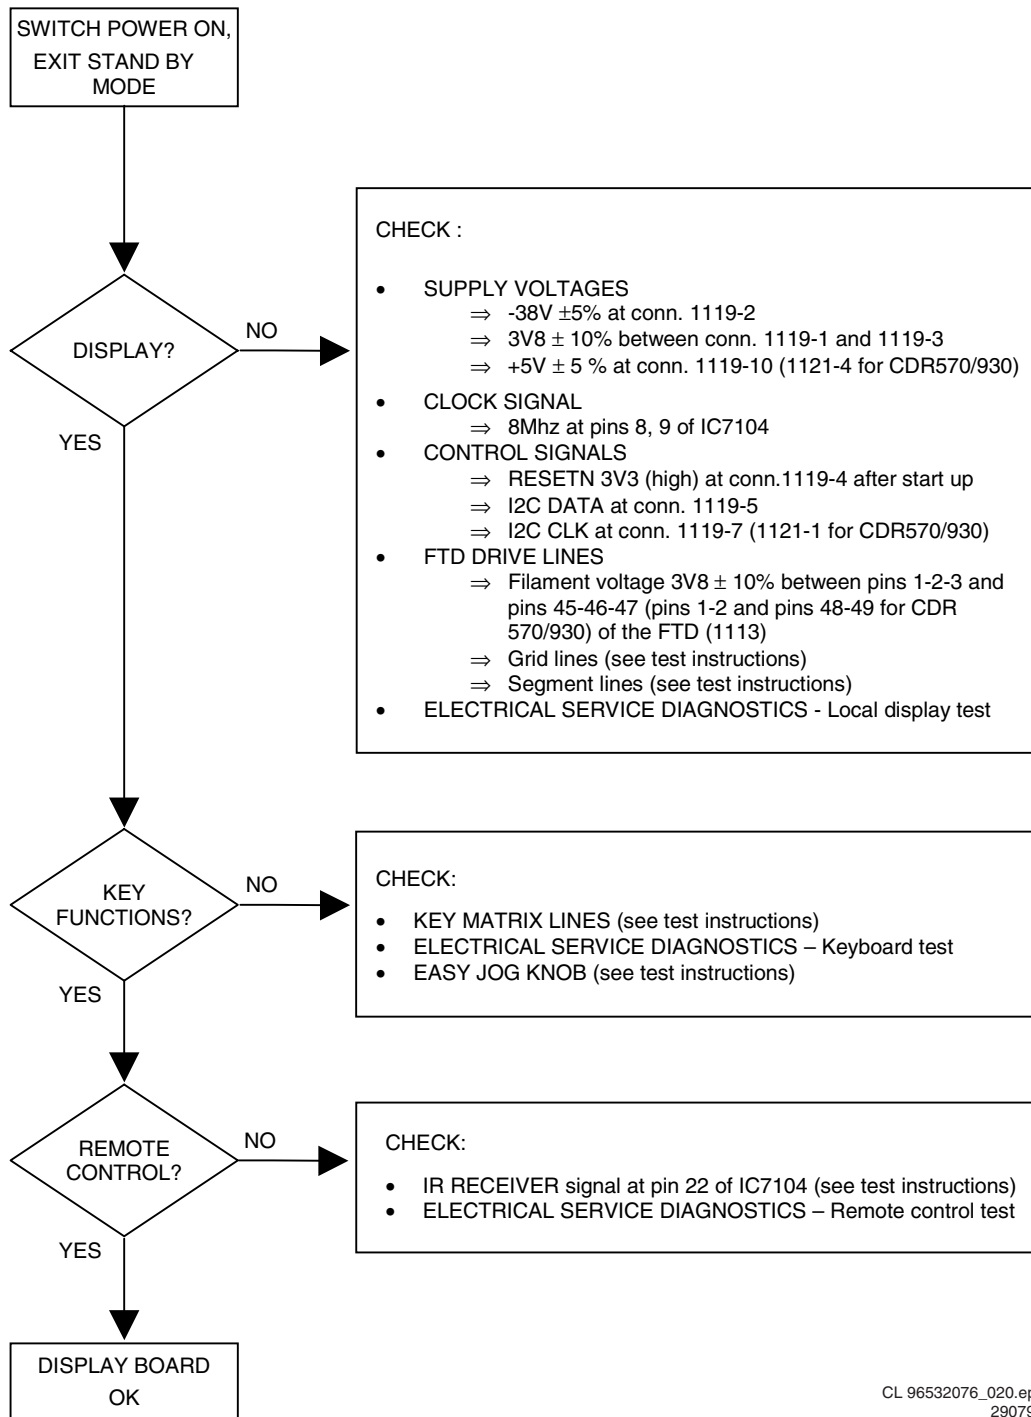 SWITCH POWER ON,
EXIT STAND BY
MODE
DISPLAY?
NO
YES
CHECK :
• SUPPLY VOLTAGES
⇒ -38V ±5% at conn. 1119-2
⇒ 3V8 ± 10% between conn. 1119-1 and 1119-3
⇒ +5V ± 5 % at conn. 1119-10 (1121-4 for CDR570/930)
• CLOCK SIGNAL
⇒ 8Mhz at pins 8, 9 of IC7104
• CONTROL SIGNALS
⇒ RESETN 3V3 (high) at conn.1119-4 after start up
⇒ I2C DATA at conn. 1119-5
⇒ I2C CLK at conn. 1119-7 (1121-1 for CDR570/930)
• FTD DRIVE LINES
⇒ Filament voltage 3V8 ± 10% between pins 1-2-3 and
pins 45-46-47 (pins 1-2 and pins 48-49 for CDR
570/930) of the FTD (1113)
⇒ Grid lines (see test instructions)
⇒ Segment lines (see test instructions)
• ELECTRICAL SERVICE DIAGNOSTICS - Local display test
KEY
FUNCTIONS?
NO
YES
CHECK:
• KEY MATRIX LINES (see test instructions)
• ELECTRICAL SERVICE DIAGNOSTICS – Keyboard test
• EASY JOG KNOB (see test instructions)
REMOTE
CONTROL?
NO
YES
CHECK:
• IR RECEIVER signal at pin 22 of IC7104 (see test instructions)
• ELECTRICAL SERVICE DIAGNOSTICS – Remote control test
DISPLAY BOARD
OK
CL 96532076_020.ep
29079